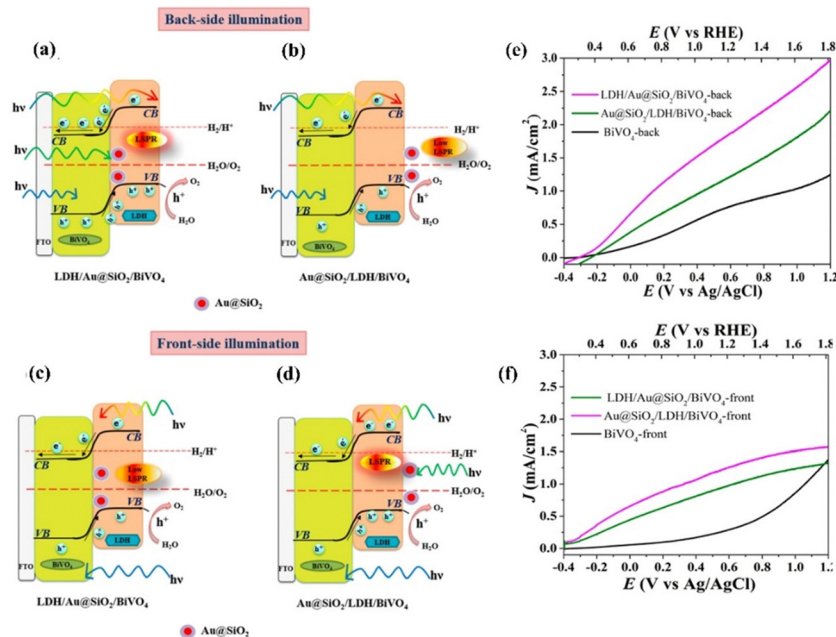 Back-side illumination
(a)
hν
e⁻
CB
LSPR
H₂/H⁺
hν
H₂O/O₂
hν
VB
h⁺
O₂
h⁺
H₂O
LDH
FTO
BiVO₄
LDH/Au@SiO₂/BiVO₄
(b)
hν
e⁻
CB
H₂/H⁺
Low
LSPR
H₂O/O₂
hν
VB
h⁺
O₂
h⁺
H₂O
LDH
FTO
BiVO₄
Au@SiO₂/LDH/BiVO₄
Au@SiO₂
(e)
E (V vs RHE)
0.4 0.6 0.8 1.0 1.2 1.4 1.6 1.8
LDH/Au@SiO₂/BiVO₄-back
Au@SiO₂/LDH/BiVO₄-back
BiVO₄-back
J (mA/cm²)
3.0
2.5
2.0
1.5
1.0
0.5
0.0
-0.4 -0.2 0.0 0.2 0.4 0.6 0.8 1.0 1.2
E (V vs Ag/AgCl)
Front-side illumination
(c)
hν
e⁻
CB
H₂/H⁺
Low
LSPR
H₂O/O₂
VB
O₂
h⁺
H₂O
h⁺
LDH
FTO
BiVO₄
hν
LDH/Au@SiO₂/BiVO₄
(d)
hν
e⁻
CB
H₂/H⁺
LSPR
hν
H₂O/O₂
VB
O₂
h⁺
H₂O
h⁺
LDH
FTO
BiVO₄
hν
Au@SiO₂/LDH/BiVO₄
Au@SiO₂
(f)
E (V vs RHE)
0.4 0.6 0.8 1.0 1.2 1.4 1.6 1.8
LDH/Au@SiO₂/BiVO₄-front
Au@SiO₂/LDH/BiVO₄-front
BiVO₄-front
J (mA/cm²)
3.0
2.5
2.0
1.5
1.0
0.5
0.0
-0.4 -0.2 0.0 0.2 0.4 0.6 0.8 1.0 1.2
E (V vs Ag/AgCl)